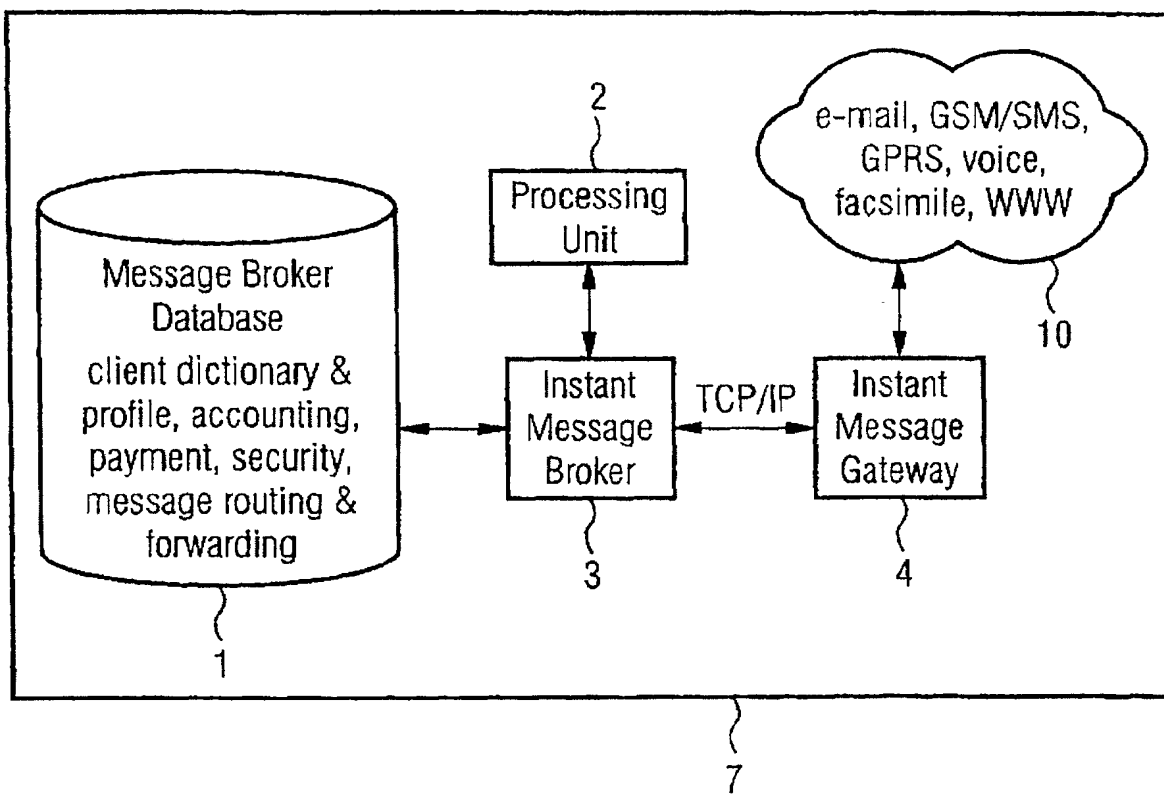 Message Broker
Database
client dictionary &
profile, accounting,
payment, security,
message routing &
forwarding
1
2
Processing
Unit
Instant
Message
Broker
3
TCP/IP
Instant
Message
Gateway
4
e-mail, GSM/SMS,
GPRS, voice,
facsimile, WWW
10
7